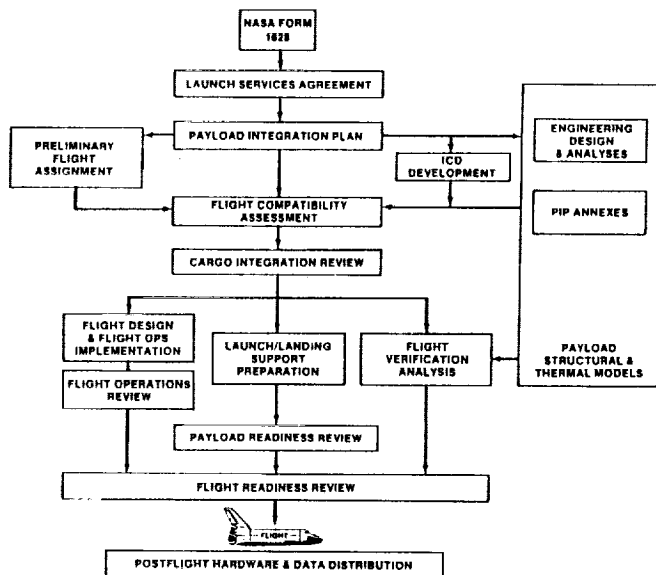 NASA FORM
1628
LAUNCH SERVICES AGREEMENT
PRELIMINARY
FLIGHT
ASSIGNMENT
PAYLOAD INTEGRATION PLAN
ICD
DEVELOPMENT
ENGINEERING
DESIGN
& ANALYSES
FLIGHT COMPATIBILITY
ASSESSMENT
PIP ANNEXES
CARGO INTEGRATION REVIEW
FLIGHT DESIGN
& FLIGHT OPS
IMPLEMENTATION
LAUNCH/LANDING
SUPPORT
PREPARATION
FLIGHT
VERIFICATION
ANALYSIS
PAYLOAD
STRUCTURAL &
THERMAL MODELS
FLIGHT OPERATIONS
REVIEW
PAYLOAD READINESS REVIEW
FLIGHT READINESS REVIEW
FLIGHT
POSTFLIGHT HARDWARE & DATA DISTRIBUTION